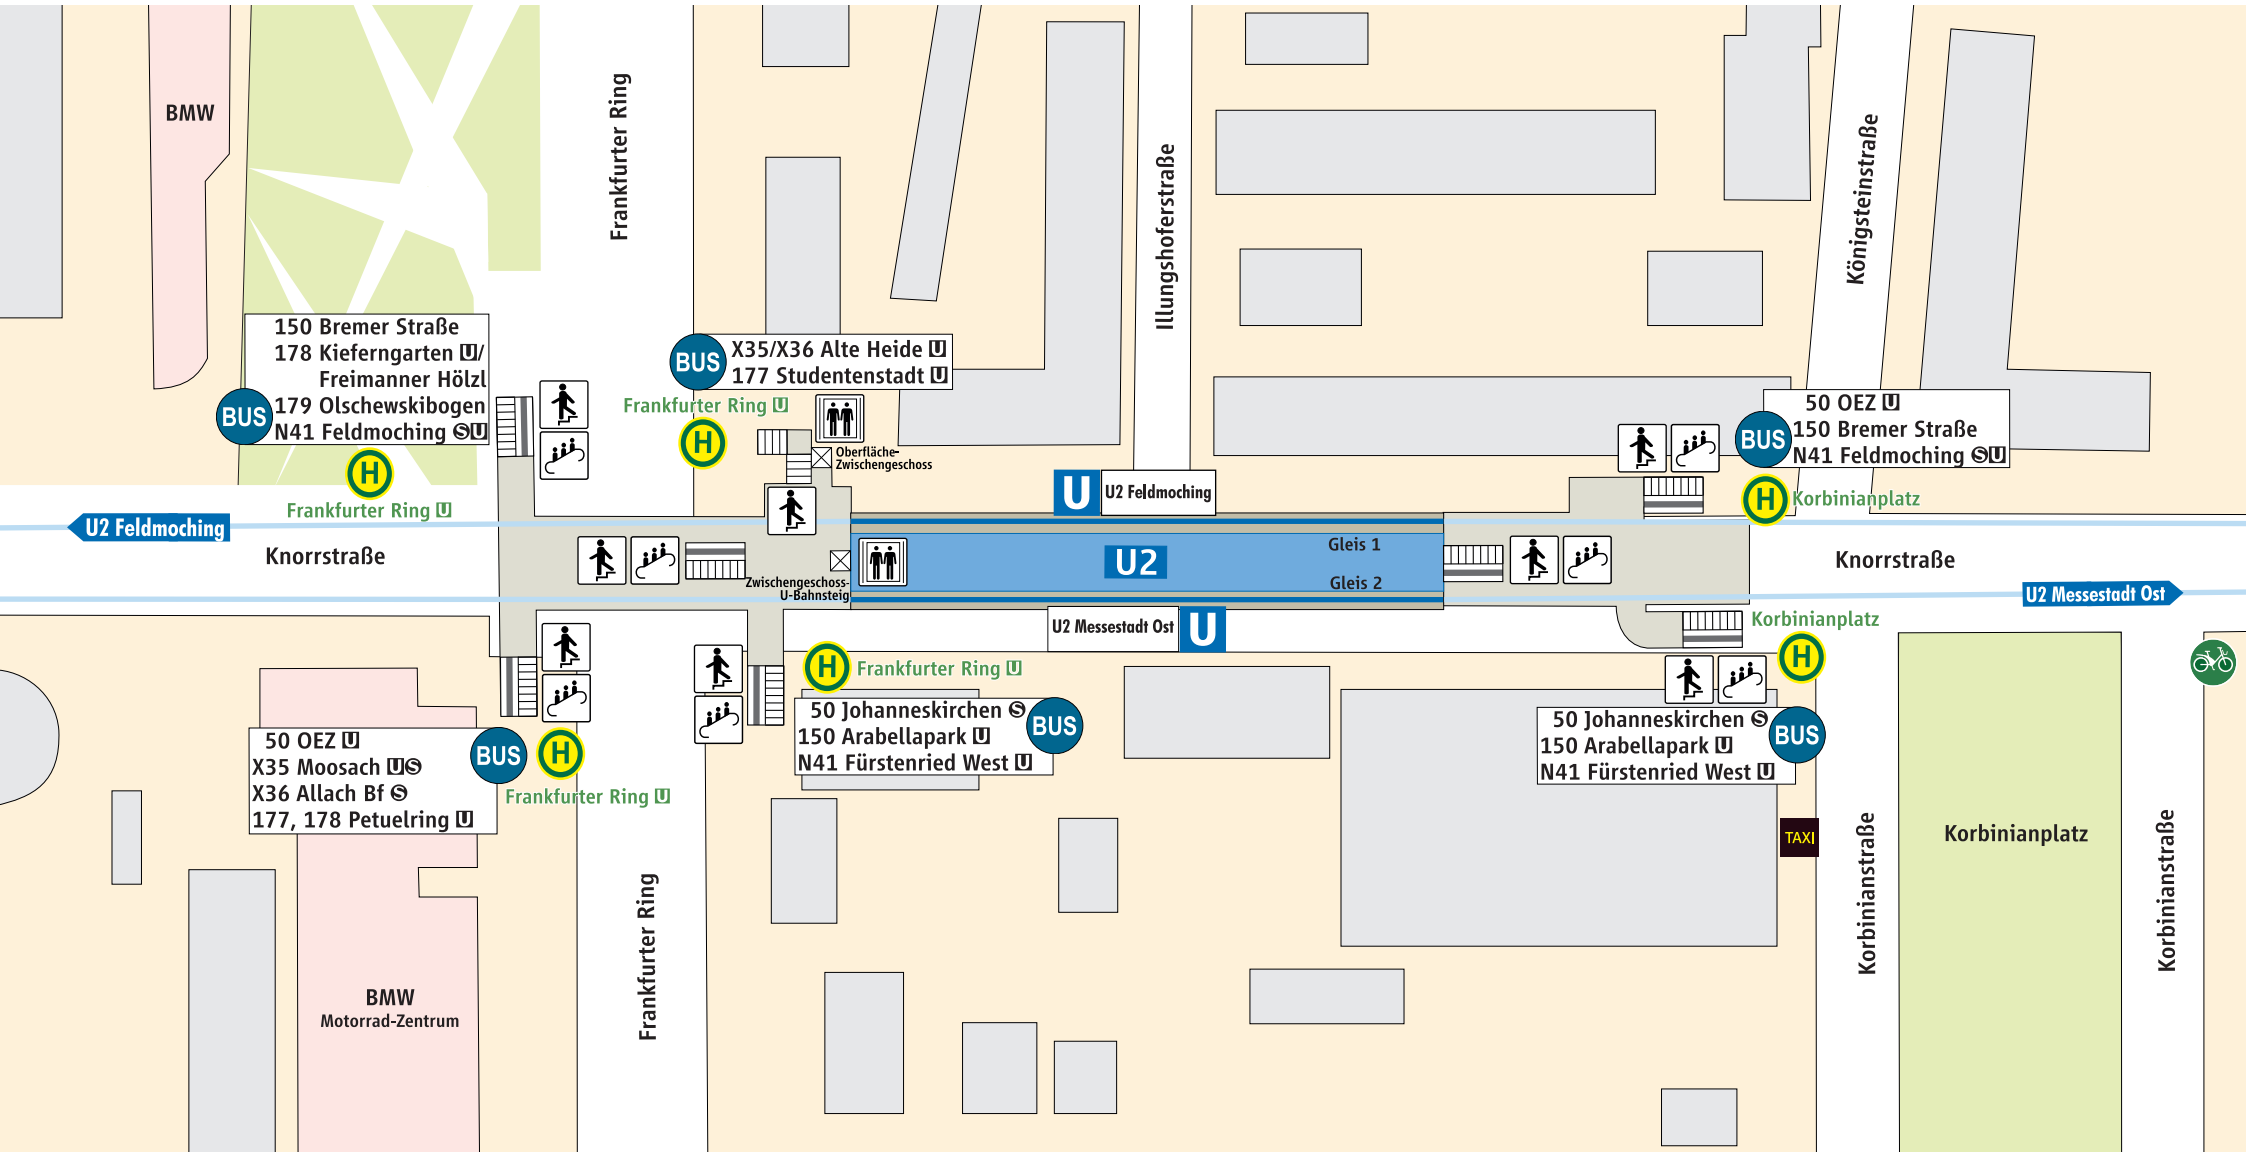 BMW
Frankfurter Ring
Illungshoferstraße
Königsteinstraße
150 Bremer Straße
178 Kieferngarten U/
Freimanner Hölzl
179 Olschewskibogen
N41 Feldmoching S U
BUS
H
Frankfurter Ring U
BUS
X35/X36 Alte Heide U
177 Studentenstadt U
Frankfurter Ring U
H
Oberfläche-
Zwischengeschoss
BUS
50 OEZ U
150 Bremer Straße
N41 Feldmoching S U
H
Korbinianplatz
U
U2 Feldmoching
U2 Feldmoching
Knorrstraße
Zwischengeschoss-
U-Bahnsteig
U2
Gleis 1
Gleis 2
Knorrstraße
U2 Messestadt Ost
U2 Messestadt Ost
U
Korbinianplatz
H
H
Frankfurter Ring U
50 Johanneskirchen S
150 Arabellapark U
N41 Fürstenried West U
BUS
50 Johanneskirchen S
150 Arabellapark U
N41 Fürstenried West U
BUS
50 OEZ U
X35 Moosach U S
X36 Allach Bf S
177, 178 Petuelring U
BUS
H
Frankfurter Ring U
TAXI
Korbinianstraße
Korbinianplatz
Korbinianstraße
Frankfurter Ring
BMW
Motorrad-Zentrum